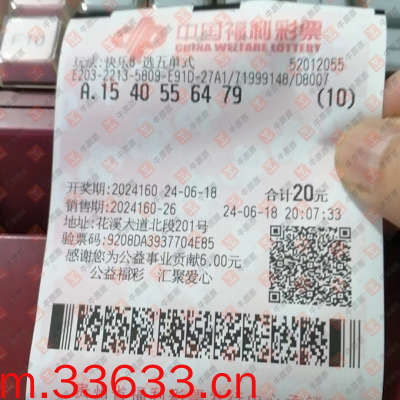 中国福利彩票
CHINA WELFARE LOTTERY
玩法:快乐8-选五单式 52012055
E203-2213-5809-E91D-27A1/71999148/D8007
A.15 40 55 64 79 (10)
开奖期:2024160 24-06-18 合计20元
销售期:2024160-26 24-06-18 20:07:33
地址:花溪大道北段201号
验票码:9208DA3937704E85
感谢您为公益事业贡献6.00元
公益福彩 汇聚爱心
m.33633.cn